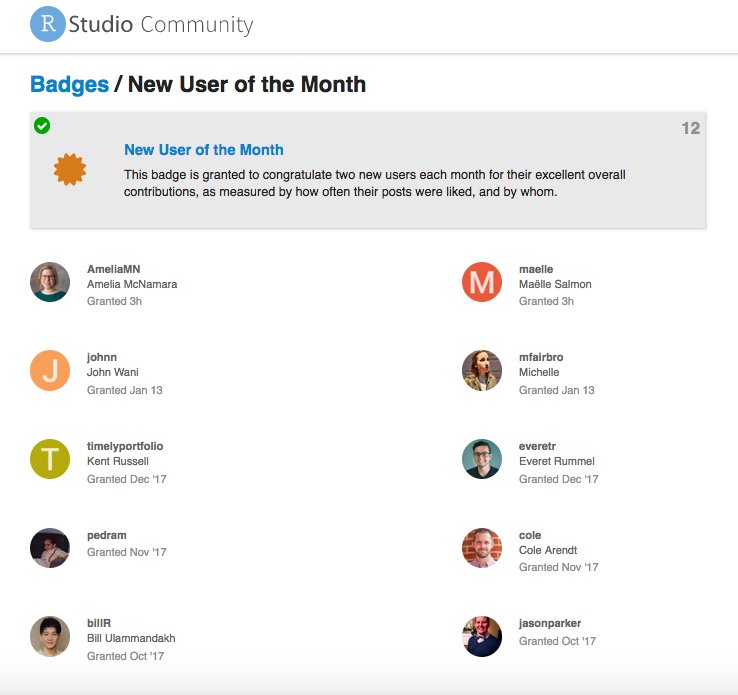 R Studio Community
Badges / New User of the Month
12
New User of the Month
This badge is granted to congratulate two new users each month for their excellent overall
contributions, as measured by how often their posts were liked, and by whom.
AmeliaMN
Amelia McNamara
Granted 3h
M
maelle
Maëlle Salmon
Granted 3h
J
johnn
John Wani
Granted Jan 13
mfairbro
Michelle
Granted Jan 13
T
timelyportfolio
Kent Russell
Granted Dec '17
everetr
Everet Rummel
Granted Dec '17
pedram
Granted Nov '17
cole
Cole Arendt
Granted Nov '17
billR
Bill Ulammandakh
Granted Oct '17
jasonparker
Granted Oct '17